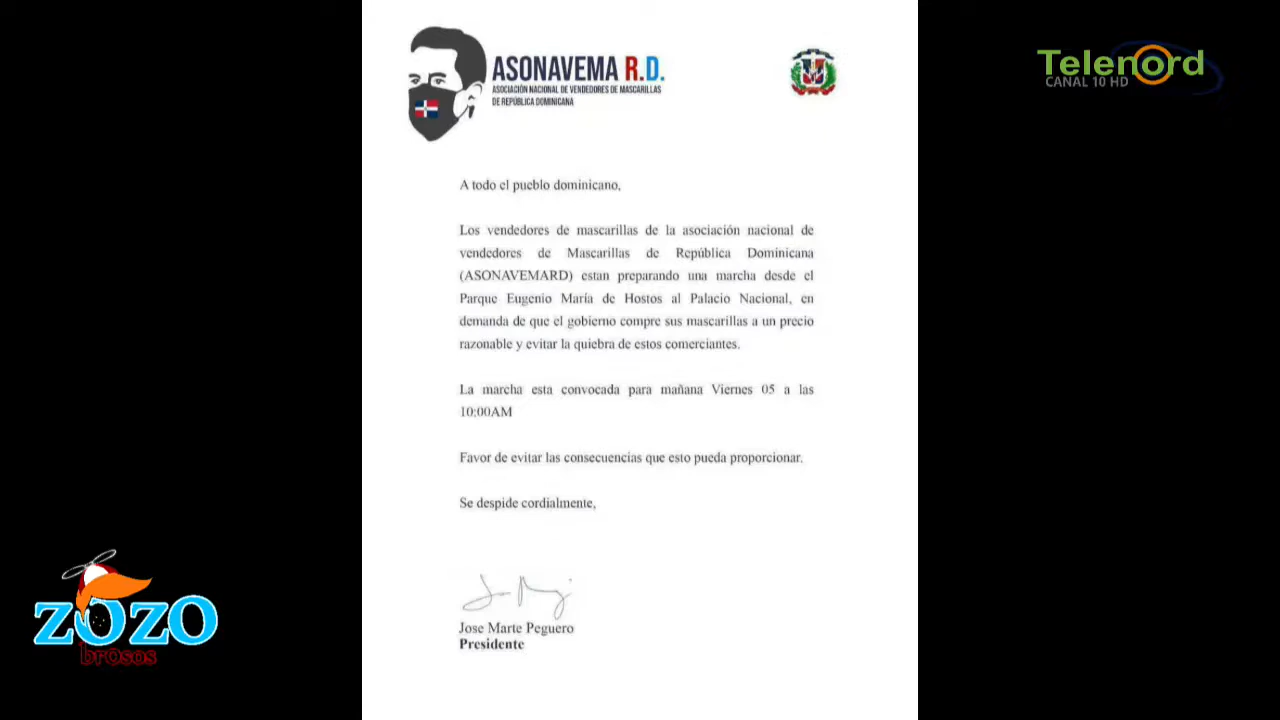 ASONAVEMA R.D.
ASOCIACIÓN NACIONAL DE VENDEDORES DE MASCARILLAS
DE REPÚBLICA DOMINICANA
Telenord
CANAL 10 HD
A todo el pueblo dominicano,
Los vendedores de mascarillas de la asociación nacional de
vendedores de Mascarillas de República Dominicana
(ASONAVEMARD) estan preparando una marcha desde el
Parque Eugenio María de Hostos al Palacio Nacional, en
demanda de que el gobierno compre sus mascarillas a un precio
razonable y evitar la quiebra de estos comerciantes.
La marcha esta convocada para mañana Viernes 05 a las
10:00AM
Favor de evitar las consecuencias que esto pueda proporcionar.
Se despide cordialmente,
Jose Marte Peguero
Presidente
zozo
brosos